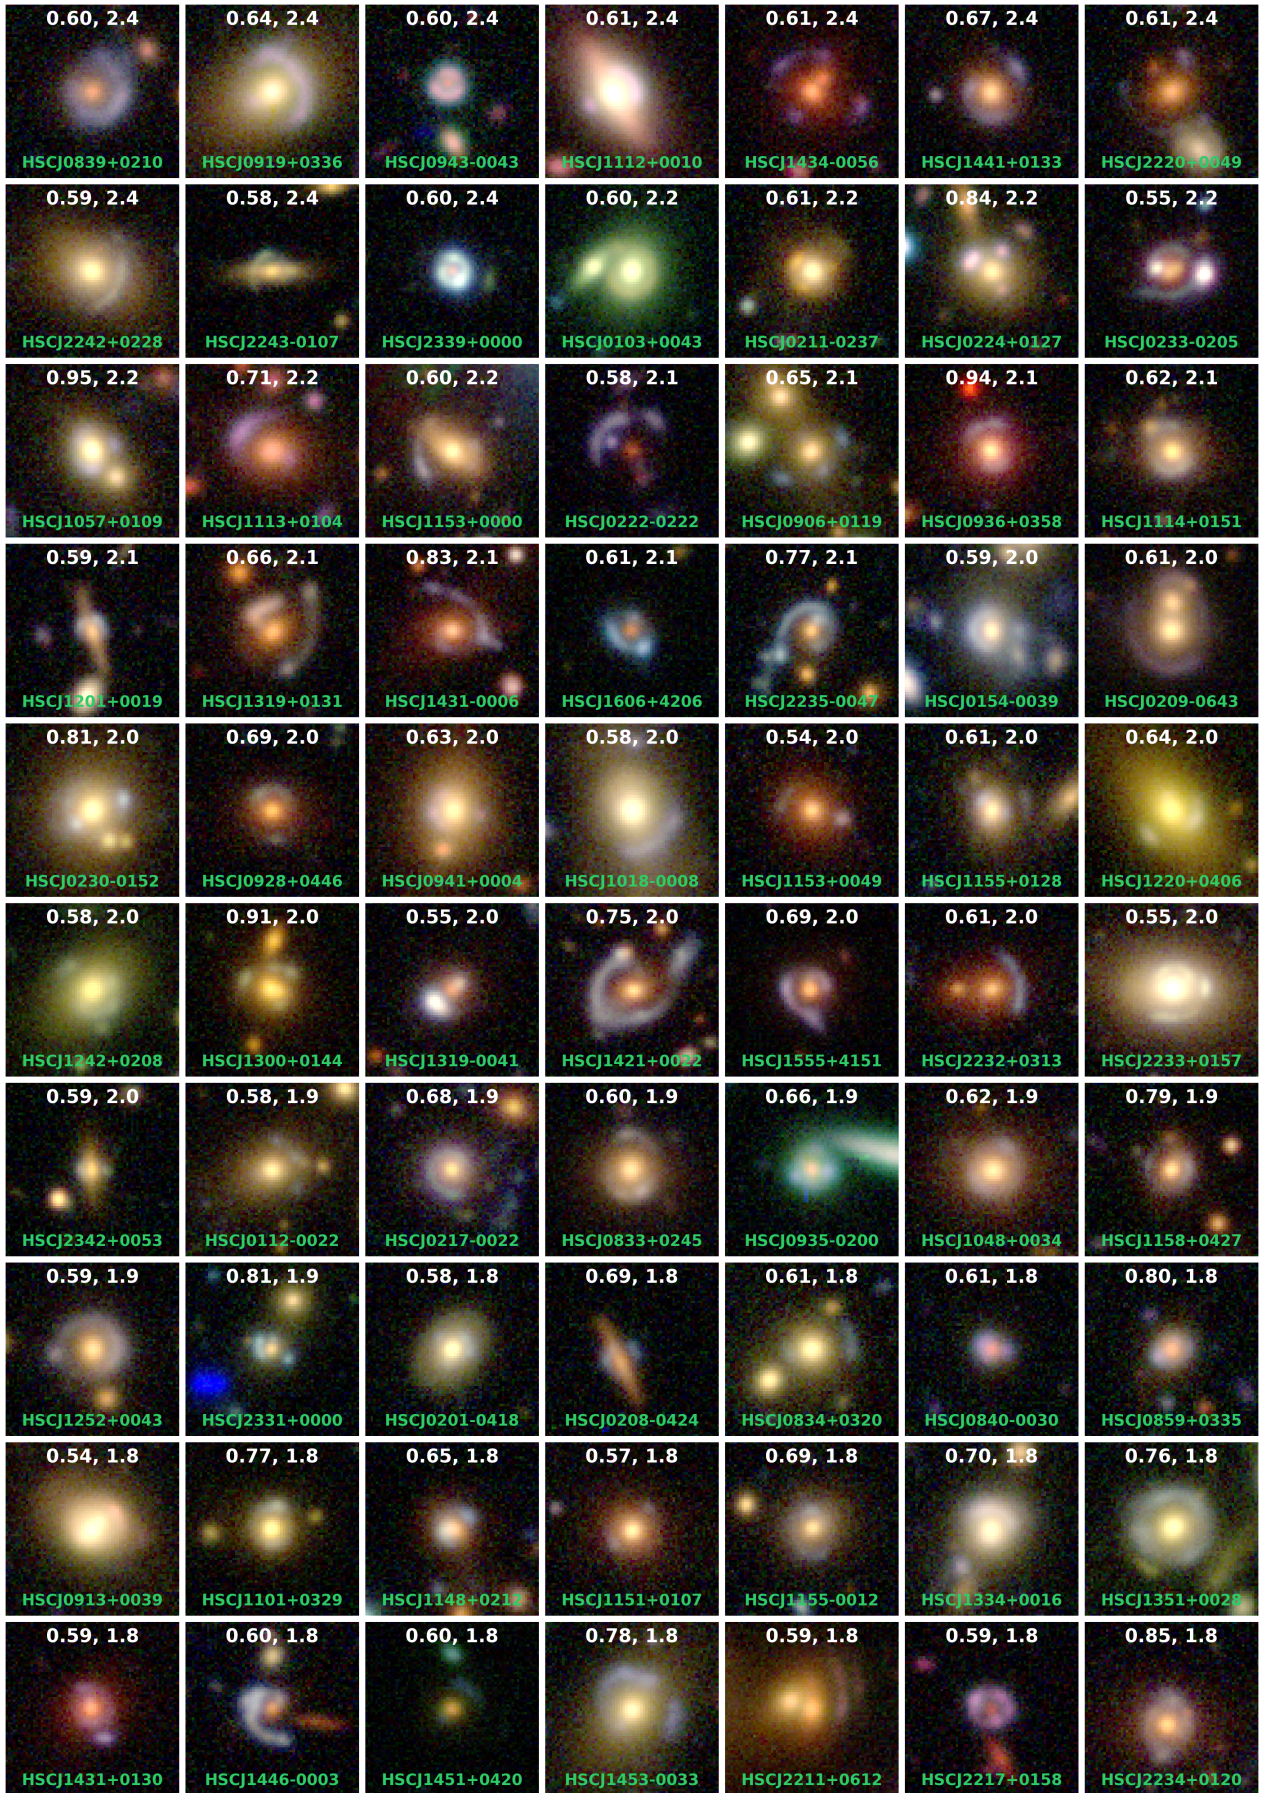 0.60, 2.4 0.64, 2.4 0.60, 2.4 0.61, 2.4 0.61, 2.4 0.67, 2.4 0.61, 2.4
HSCJ0839+0210 HSCJ0919+0336 HSCJ0943-0043 HSCJ1112+0010 HSCJ1434-0056 HSCJ1441+0133 HSCJ2220+0049
0.59, 2.4 0.58, 2.4 0.60, 2.4 0.60, 2.2 0.61, 2.2 0.84, 2.2 0.55, 2.2
HSCJ2242+0228 HSCJ2243-0107 HSCJ2339+0000 HSCJ0103+0043 HSCJ0211-0237 HSCJ0224+0127 HSCJ0233-0205
0.95, 2.2 0.71, 2.2 0.60, 2.2 0.58, 2.1 0.65, 2.1 0.94, 2.1 0.62, 2.1
HSCJ1057+0109 HSCJ1113+0104 HSCJ1153+0000 HSCJ0222-0222 HSCJ0906+0119 HSCJ0936+0358 HSCJ1114+0151
0.59, 2.1 0.66, 2.1 0.83, 2.1 0.61, 2.1 0.77, 2.1 0.59, 2.0 0.61, 2.0
HSCJ1201+0019 HSCJ1319+0131 HSCJ1431-0006 HSCJ1606+4206 HSCJ2235-0047 HSCJ0154-0039 HSCJ0209-0643
0.81, 2.0 0.69, 2.0 0.63, 2.0 0.58, 2.0 0.54, 2.0 0.61, 2.0 0.64, 2.0
HSCJ0230-0152 HSCJ0928+0446 HSCJ0941+0004 HSCJ1018-0008 HSCJ1153+0049 HSCJ1155+0128 HSCJ1220+0406
0.58, 2.0 0.91, 2.0 0.55, 2.0 0.75, 2.0 0.69, 2.0 0.61, 2.0 0.55, 2.0
HSCJ1242+0208 HSCJ1300+0144 HSCJ1319-0041 HSCJ1421+0022 HSCJ1555+4151 HSCJ2232+0313 HSCJ2233+0157
0.59, 2.0 0.58, 1.9 0.68, 1.9 0.60, 1.9 0.66, 1.9 0.62, 1.9 0.79, 1.9
HSCJ2342+0053 HSCJ0112-0022 HSCJ0217-0022 HSCJ0833+0245 HSCJ0935-0200 HSCJ1048+0034 HSCJ1158+0427
0.59, 1.9 0.81, 1.9 0.58, 1.8 0.69, 1.8 0.61, 1.8 0.61, 1.8 0.80, 1.8
HSCJ1252+0043 HSCJ2331+0000 HSCJ0201-0418 HSCJ0208-0424 HSCJ0834+0320 HSCJ0840-0030 HSCJ0859+0335
0.54, 1.8 0.77, 1.8 0.65, 1.8 0.57, 1.8 0.69, 1.8 0.70, 1.8 0.76, 1.8
HSCJ0913+0039 HSCJ1101+0329 HSCJ1148+0212 HSCJ1151+0107 HSCJ1155-0012 HSCJ1334+0016 HSCJ1351+0028
0.59, 1.8 0.60, 1.8 0.60, 1.8 0.78, 1.8 0.59, 1.8 0.59, 1.8 0.85, 1.8
HSCJ1431+0130 HSCJ1446-0003 HSCJ1451+0420 HSCJ1453-0033 HSCJ2211+0612 HSCJ2217+0158 HSCJ2234+0120